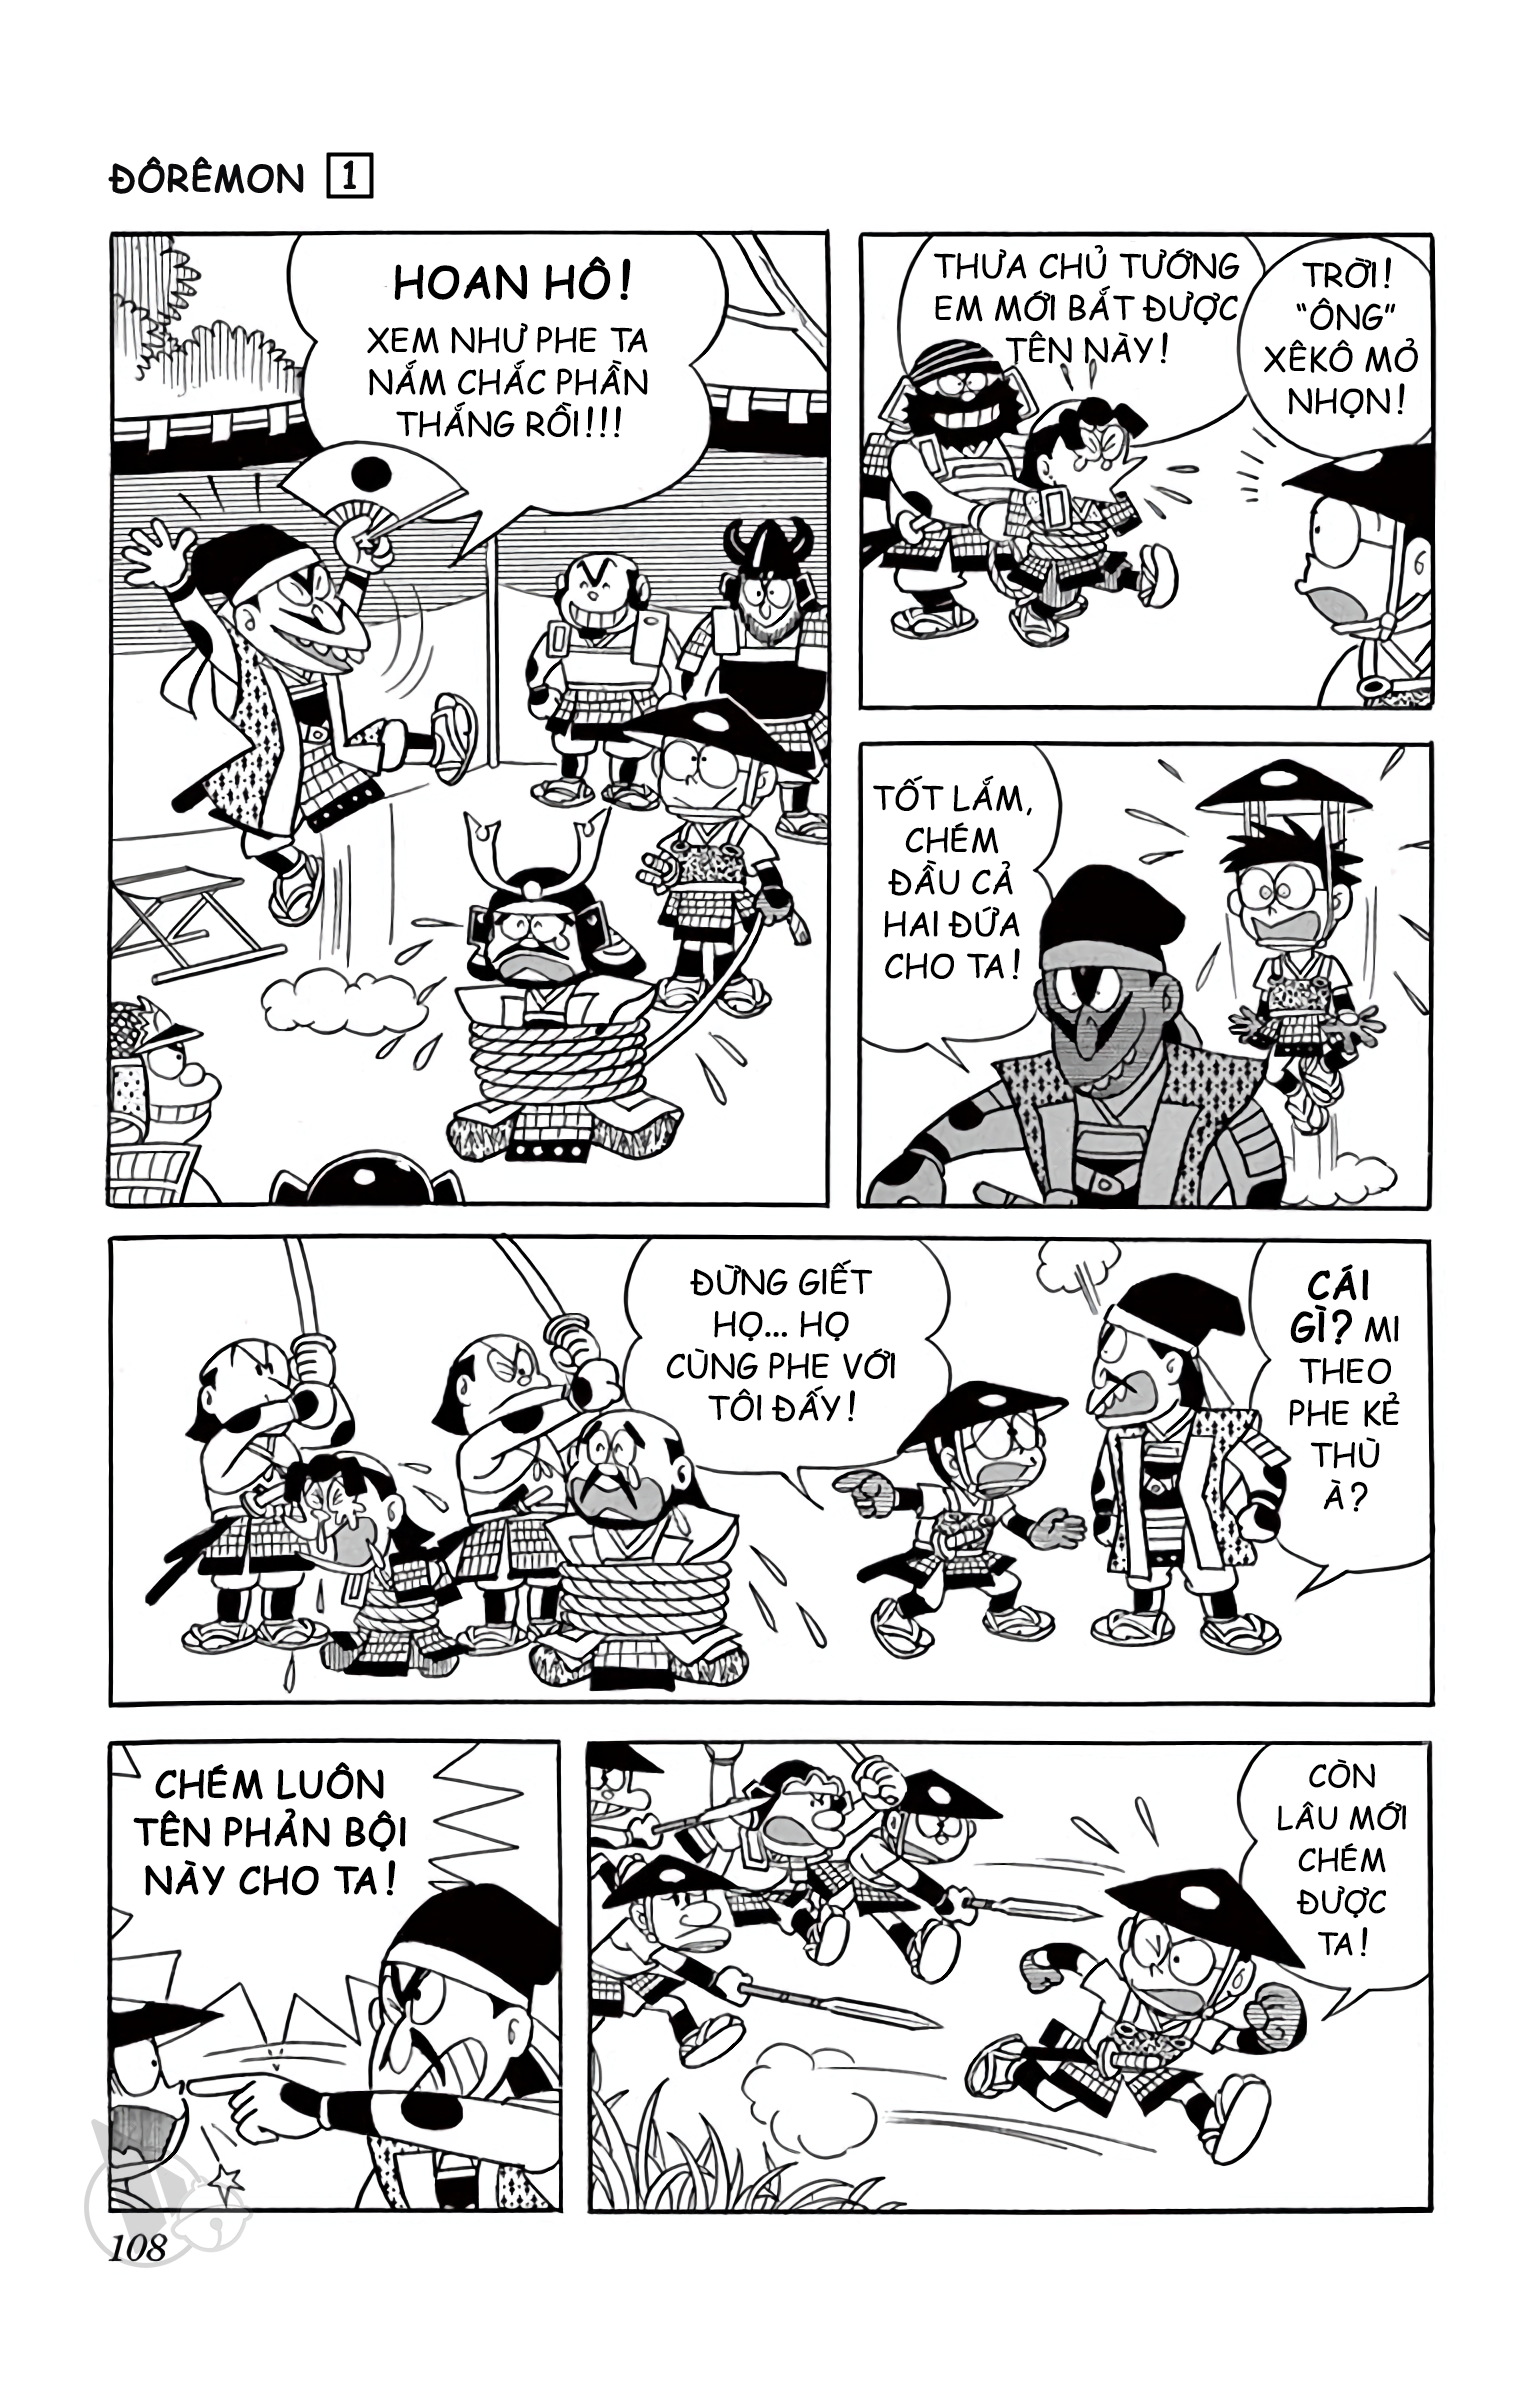 ĐÔRÊMON 1
HOAN HÔ!
XEM NHƯ PHE TA
NẮM CHẮC PHẦN
THẮNG RỒI!!!
THƯA CHỦ TƯỚNG
EM MỚI BẮT ĐƯỢC
TÊN NÀY!
TRỜI!
"ÔNG"
XÊKÔ MỎ
NHỌN!
TỐT LẮM,
CHÉM
ĐẦU CẢ
HAI ĐỨA
CHO TA!
ĐỪNG GIẾT
HỌ... HỌ
CÙNG PHE VỚI
TÔI ĐẤY!
CÁI
GÌ? MI
THEO
PHE KẺ
THÙ
À?
CHÉM LUÔN
TÊN PHẢN BỘI
NÀY CHO TA!
CÒN
LÂU MỚI
CHÉM
ĐƯỢC
TA!
108